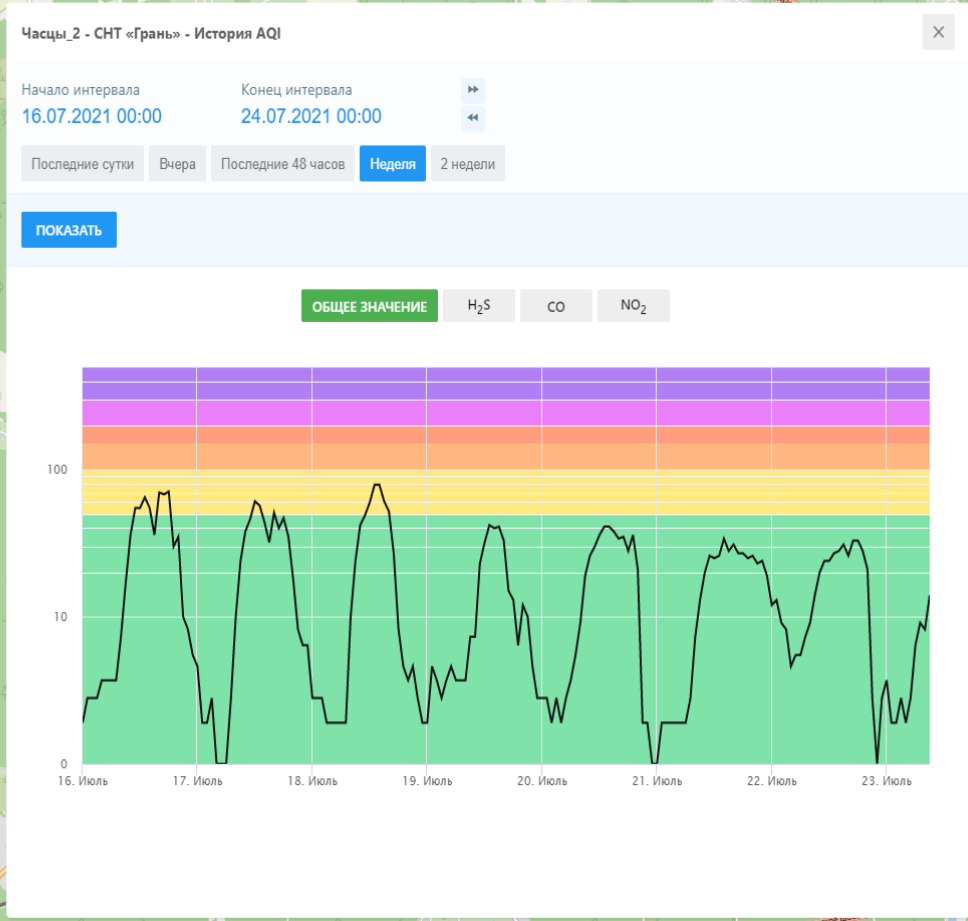 Часцы_2 - СНТ «Грань» - История AQI
Начало интервала
Конец интервала
16.07.2021 00:00
24.07.2021 00:00
Последние сутки
Вчера
Последние 48 часов
Неделя
2 недели
ПОКАЗАТЬ
ОБЩЕЕ ЗНАЧЕНИЕ
H₂S
CO
NO₂
100
10
0
16. Июль
17. Июль
18. Июль
19. Июль
20. Июль
21. Июль
22. Июль
23. Июль